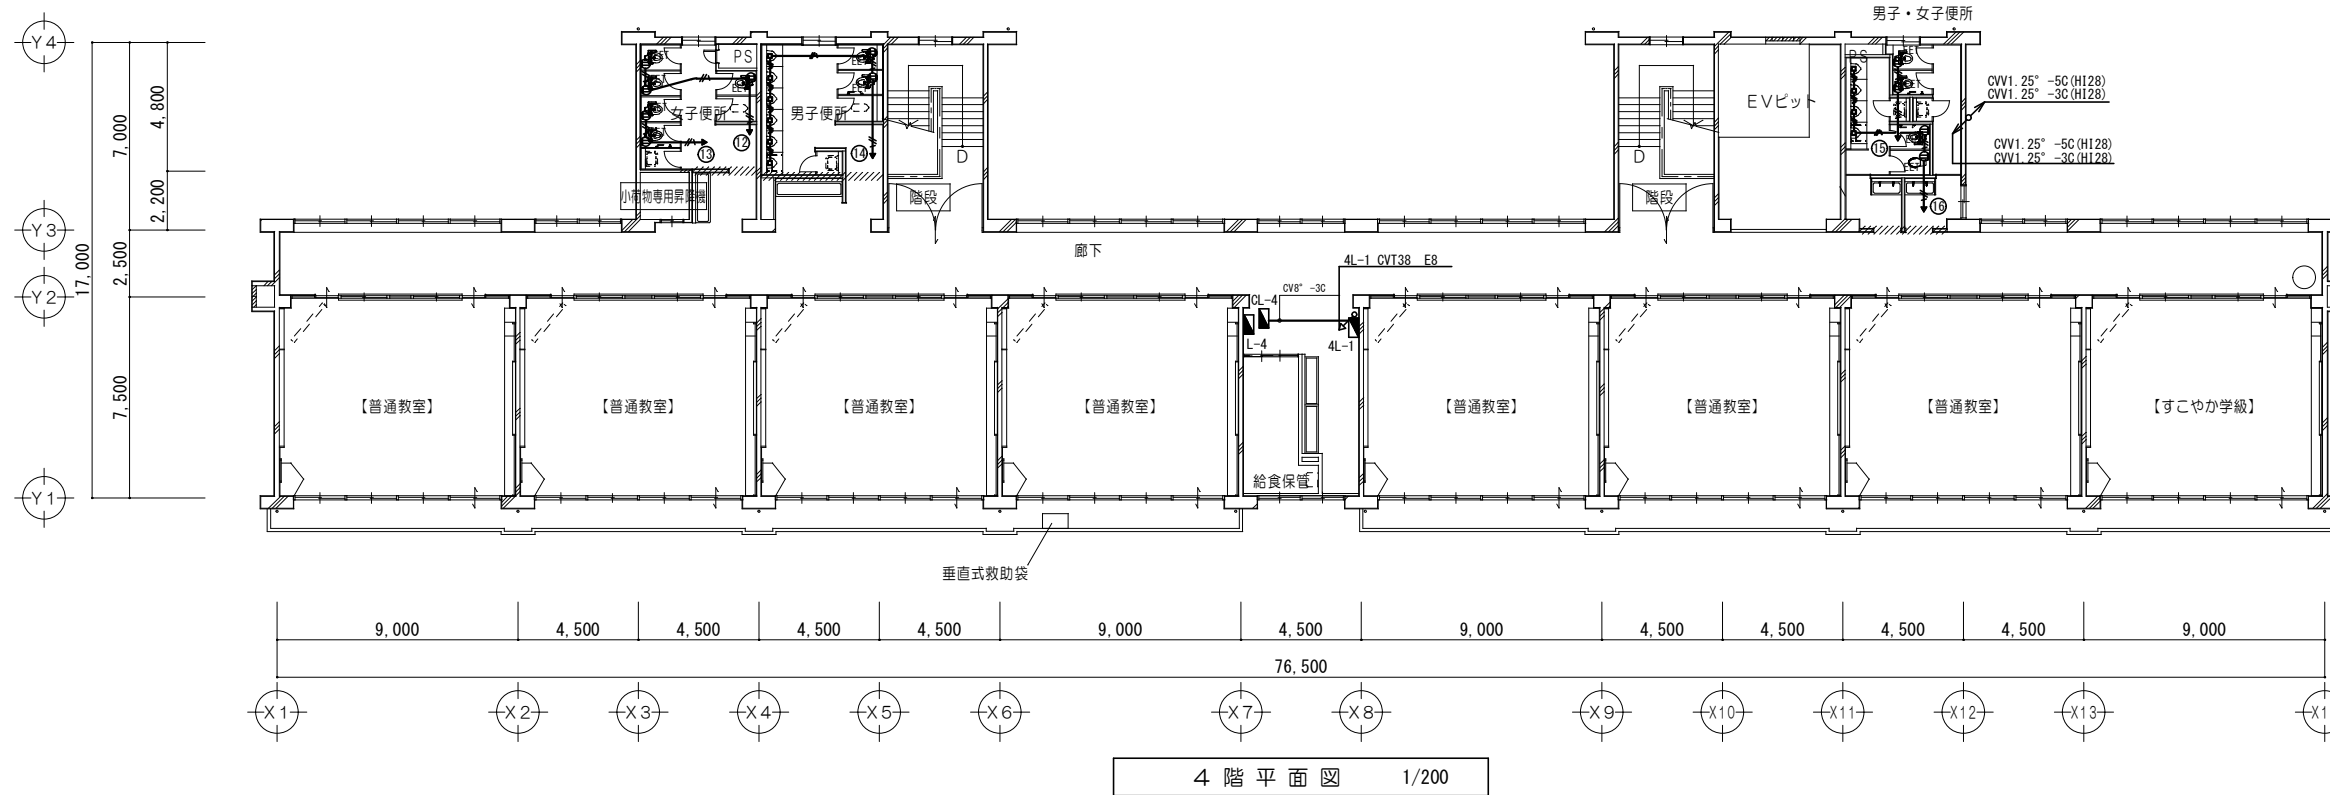 男子・女子便所
Y4
PS
PS
CVV1.25°-5C(HI28)
CVV1.25°-3C(HI28)
女子便所
男子便所
EVピット
7,000
4,800
⑬
⑫
⑭
D
D
⑮
CVV1.25°-5C(HI28)
CVV1.25°-3C(HI28)
2,200
小荷物専用昇降機
階段
階段
⑯
Y3
17,000
2,500
廊下
4L-1 CVT38 E8
Y2
CV8°-3C
CL-4
L-4
4L-1
7,500
【普通教室】
【普通教室】
【普通教室】
【普通教室】
【普通教室】
【普通教室】
【普通教室】
【すこやか学級】
給食保管
Y1
垂直式救助袋
9,000
4,500
4,500
4,500
4,500
9,000
4,500
9,000
4,500
4,500
4,500
4,500
9,000
76,500
X1
X2
X3
X4
X5
X6
X7
X8
X9
X10
X11
X12
X13
X1
4階平面図 1/200